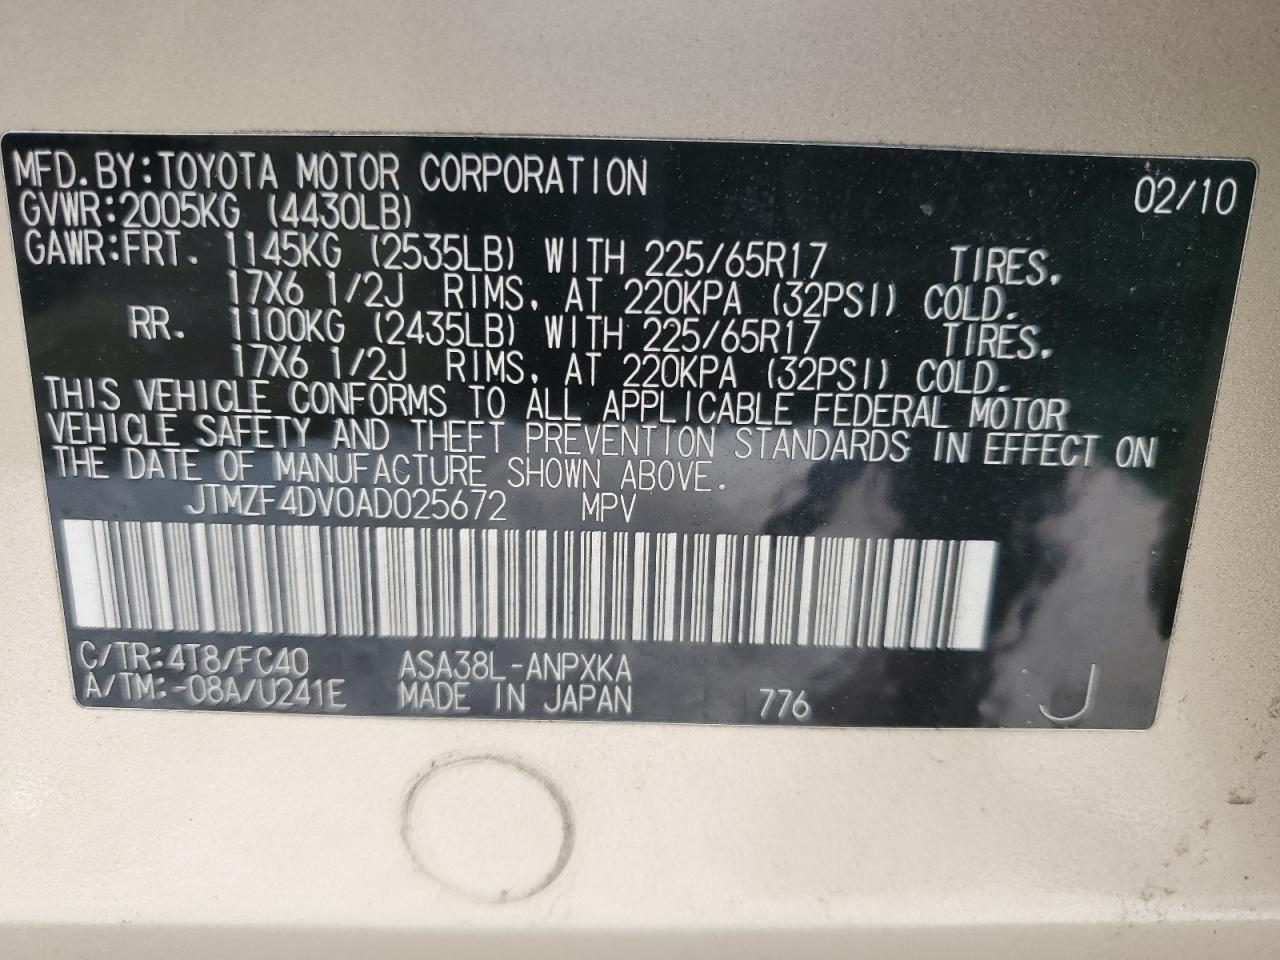 MFD.BY:TOYOTA MOTOR CORPORATION 02/10
GVWR:2005KG (4430LB)
GAWR:FRT. 1145KG (2535LB) WITH 225/65R17 TIRES,
17X6 1/2J RIMS, AT 220KPA (32PSI) COLD.
RR. 1100KG (2435LB) WITH 225/65R17 TIRES,
17X6 1/2J RIMS, AT 220KPA (32PSI) COLD.
THIS VEHICLE CONFORMS TO ALL APPLICABLE FEDERAL MOTOR
VEHICLE SAFETY AND THEFT PREVENTION STANDARDS IN EFFECT ON
THE DATE OF MANUFACTURE SHOWN ABOVE.
JTMZF4DV0AD025672 MPV
C/TR:4T8/FC40 ASA38L-ANPXKA
A/TM:-08A/U241E MADE IN JAPAN 776 J